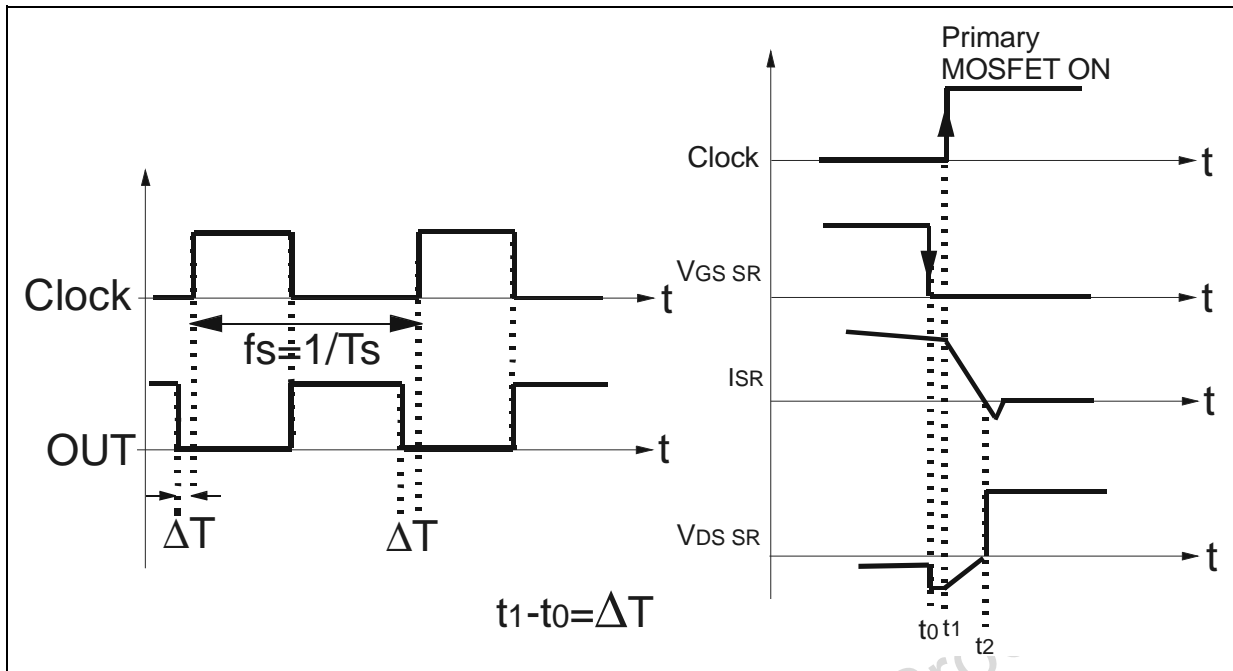 Clock
t
fs=1/Ts
OUT
t
ΔT
ΔT
t1-t0=ΔT
Primary
MOSFET ON
Clock
t
VGS SR
t
ISR
t
VDS SR
t
t0 t1
t2